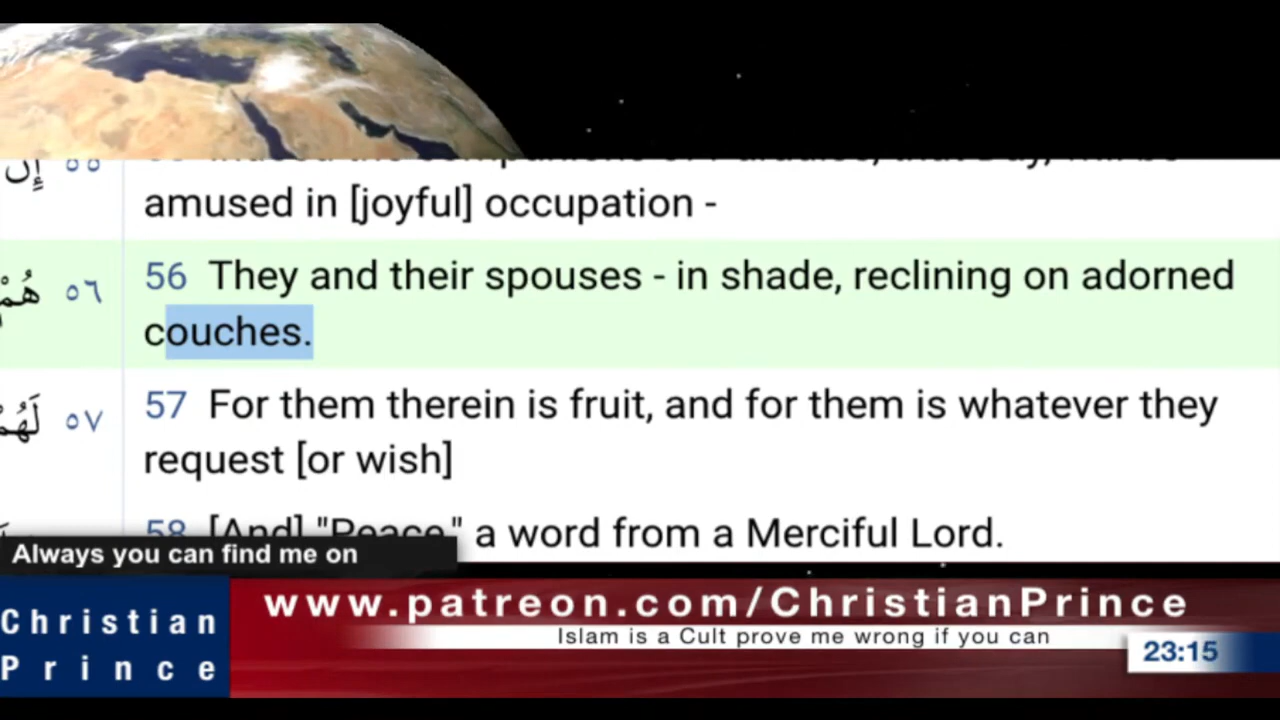 amused in [joyful] occupation -
٥٦ 56 They and their spouses - in shade, reclining on adorned
couches.
٥٧ 57 For them therein is fruit, and for them is whatever they
request [or wish]
58 [And] "Peace," a word from a Merciful Lord.
Always you can find me on
www.patreon.com/ChristianPrince
Islam is a Cult prove me wrong if you can
Christian
Prince
23:15